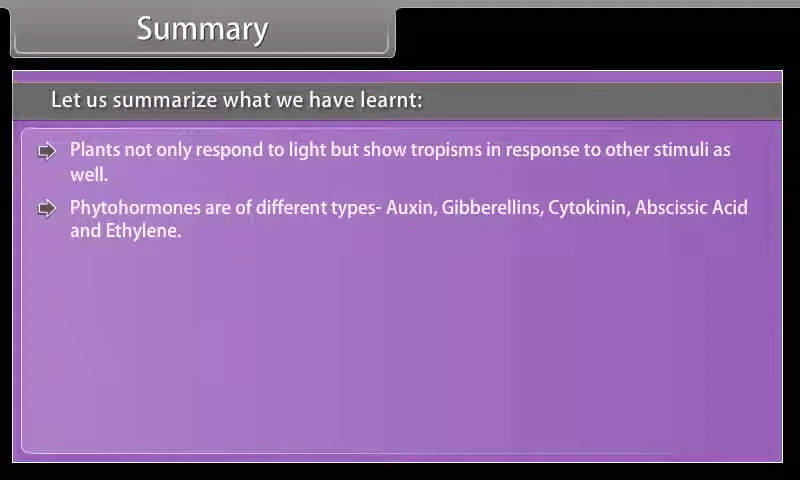 Summary
Let us summarize what we have learnt:
Plants not only respond to light but show tropisms in response to other stimuli as
well.
Phytohormones are of different types- Auxin, Gibberellins, Cytokinin, Abscissic Acid
and Ethylene.